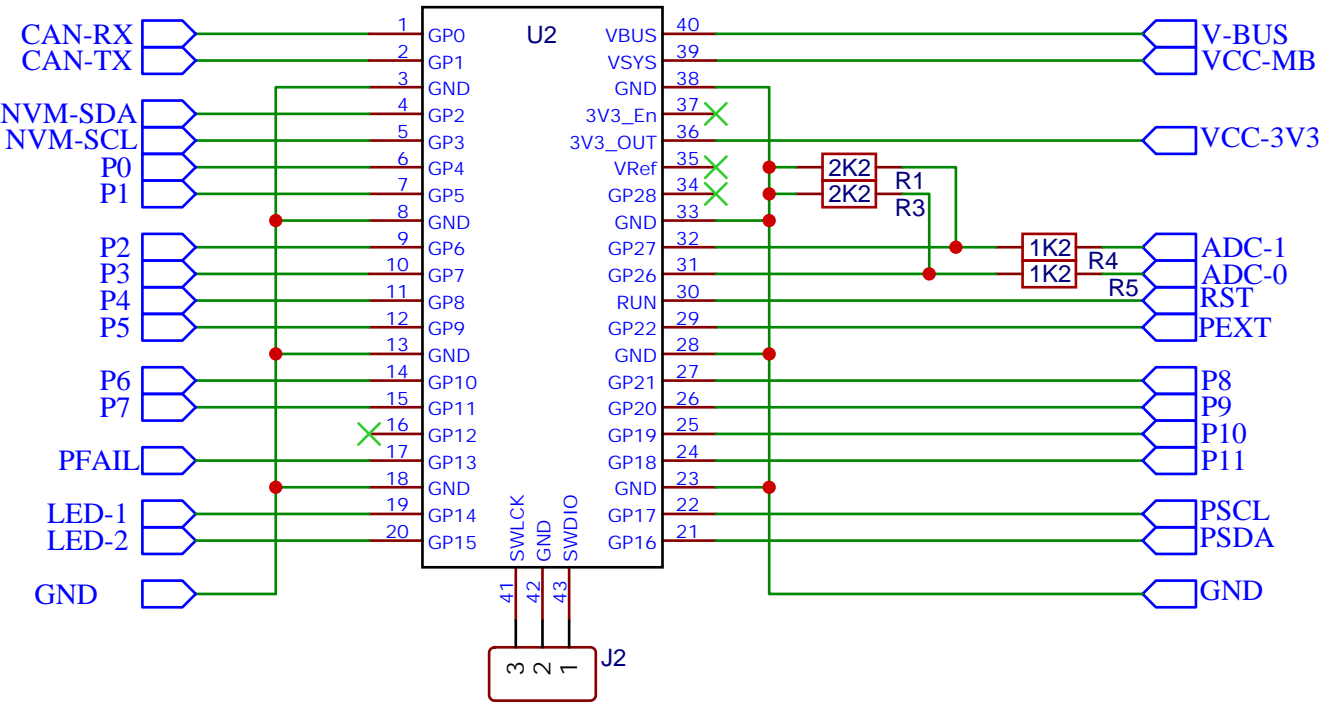 U2
CAN-RX 1 GP0 VBUS 40 V-BUS
CAN-TX 2 GP1 VSYS 39 VCC-MB
3 GND GND 38
NVM-SDA 4 GP2 3V3_En 37
NVM-SCL 5 GP3 3V3_OUT 36 VCC-3V3
P0 6 GP4 VRef 35 2K2 R1
P1 7 GP5 GP28 34 2K2 R3
8 GND GND 33
P2 9 GP6 GP27 32 1K2 R4 ADC-1
P3 10 GP7 GP26 31 1K2 R5 ADC-0
P4 11 GP8 RUN 30 RST
P5 12 GP9 GP22 29 PEXT
13 GND GND 28
P6 14 GP10 GP21 27 P8
P7 15 GP11 GP20 26 P9
16 GP12 GP19 25 P10
PFAIL 17 GP13 GP18 24 P11
18 GND GND 23
LED-1 19 GP14 GP17 22 PSCL
LED-2 20 GP15 GP16 21 PSDA
SWLCK GND SWDIO
GND 41 42 43 GND
3 2 1 J2